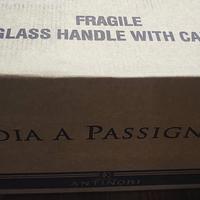 FRAGILE
GLASS HANDLE WITH CA
DIA A PASSIGN
ANTINORI